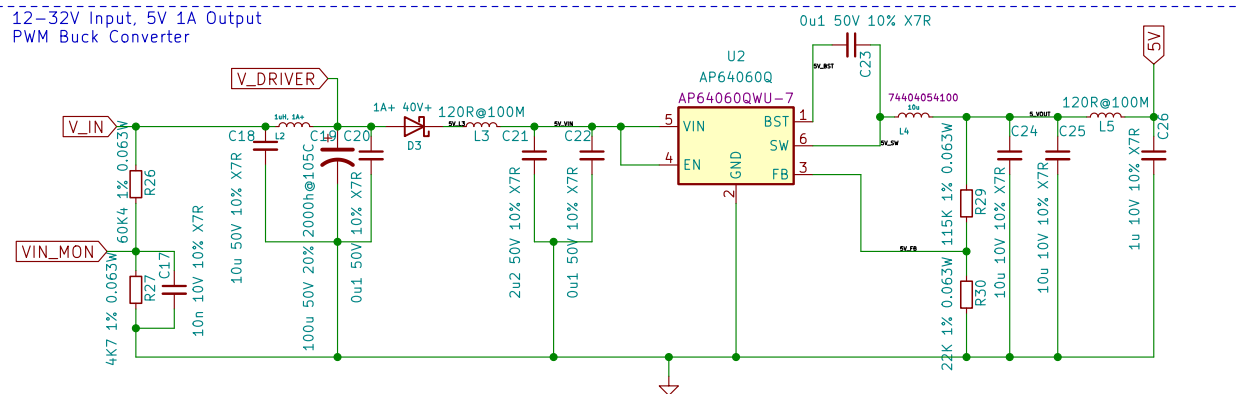 12-32V Input, 5V 1A Output
PWM Buck Converter
V_DRIVER
V_IN
VIN_MON
60K4 1% 0.063W
R26
4K7 1% 0.063W
R27
C17
10n 10V 10% X7R
C18
10u 50V 10% X7R
1uH, 1A+
L2
C19
100u 50V 20% 2000h@105C
+
C20
0u1 50V 10% X7R
1A+ 40V+
D3
5V_L3
120R@100M
L3
C21
2u2 50V 10% X7R
5V_VIN
C22
0u1 50V 10% X7R
U2
AP64060Q
AP64060QWU-7
5
VIN
4
EN
GND
2
BST
1
SW
6
FB
3
0u1 50V 10% X7R
5V_BST
C23
5V_SW
74404054100
10u
L4
115K 1% 0.063W
R29
5V_FB
22K 1% 0.063W
R30
C24
10u 10V 10% X7R
5_VOUT
C25
10u 10V 10% X7R
120R@100M
L5
5V
C26
1u 10V 10% X7R